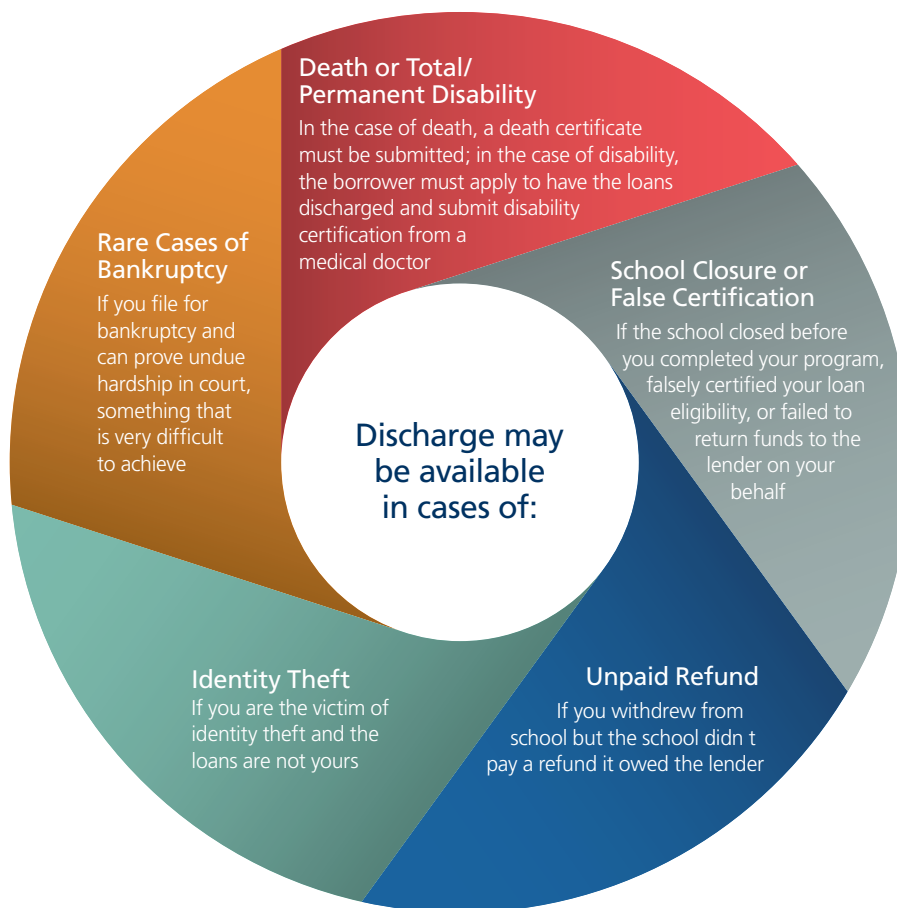 Death or Total/
Permanent Disability
In the case of death, a death certificate
must be submitted; in the case of disability,
the borrower must apply to have the loans
discharged and submit disability
certification from a
medical doctor
School Closure or
False Certification
If the school closed before
you completed your program,
falsely certified your loan
eligibility, or failed to
return funds to the
lender on your
behalf
Unpaid Refund
If you withdrew from
school but the school didn t
pay a refund it owed the lender
Identity Theft
If you are the victim of
identity theft and the
loans are not yours
Rare Cases of
Bankruptcy
If you file for
bankruptcy and
can prove undue
hardship in court,
something that
is very difficult
to achieve
Discharge may
be available
in cases of: